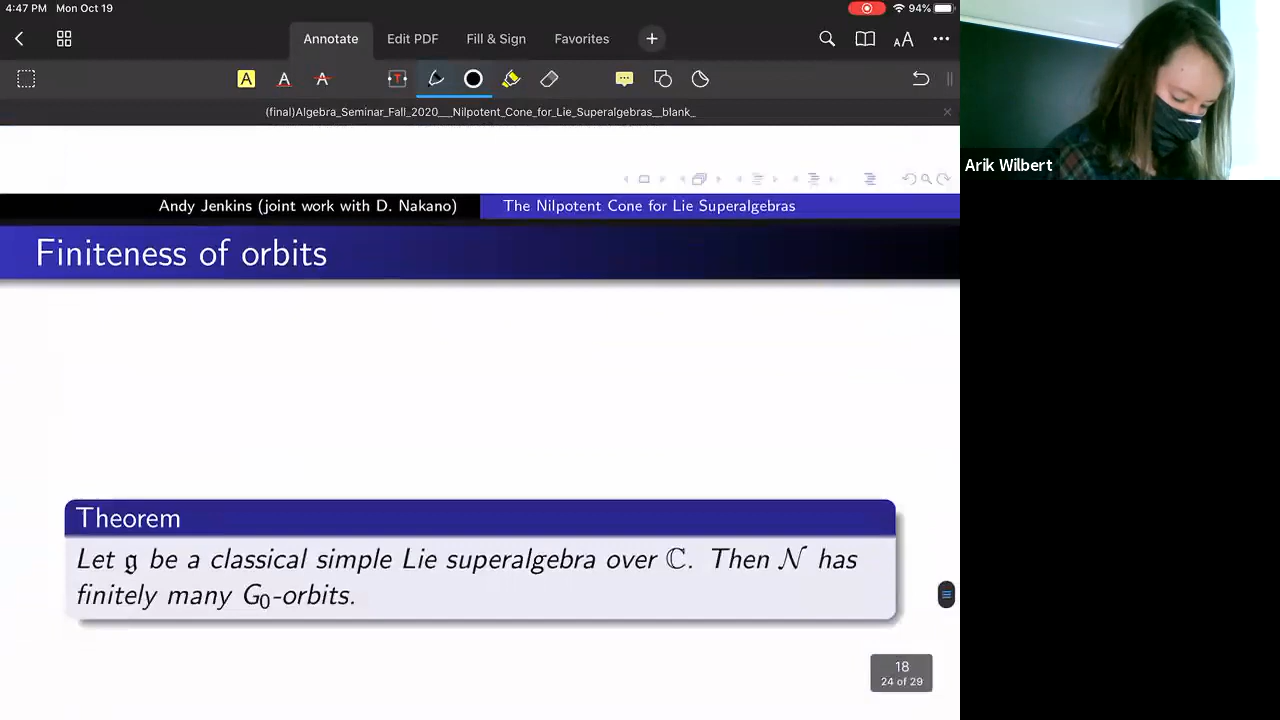 4:47 PM Mon Oct 19
94%
Annotate
Edit PDF
Fill & Sign
Favorites
AA
A
A
A
T
(final)Algebra_Seminar_Fall_2020___Nilpotent_Cone_for_Lie_Superalgebras__blank_
Arik Wilbert
Andy Jenkins (joint work with D. Nakano)
The Nilpotent Cone for Lie Superalgebras
Finiteness of orbits
Theorem
Let 𝔤 be a classical simple Lie superalgebra over ℂ. Then 𝒩 has
finitely many G₀-orbits.
18
24 of 29